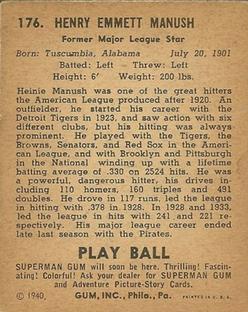 176. HENRY EMMETT MANUSH
Former Major League Star
Born: Tuscumbia, Alabama July 20, 1901
Batted: Left - Threw: Left
Height: 6' Weight: 200 lbs.
Heinie Manush was one of the great hitters
the American League produced after 1920. An
outfielder, he started his career with the
Detroit Tigers in 1923, and saw action with six
different clubs, but his hitting was always
prominent. He played with the Tigers, the
Browns, Senators, and Red Sox in the Amer-
ican League, and with Brooklyn and Pittsburgh
in the National winding up with a lifetime
batting average of .330 on 2524 hits. He was
a powerful, dangerous hitter, his drives in-
cluding 110 homers, 160 triples and 491
doubles. He drove in 117 runs, led the league
in hitting with .378 in 1928. In 1928 and 1933,
he led the league in hits with 241 and 221 re-
spectively. His major league career ended
late last season with the Pirates.
PLAY BALL
SUPERMAN GUM will soon be here. Thrilling! Fascin-
ating! Colorful! Ask your dealer for SUPERMAN GUM
and Adventure Picture-Story Cards.
© 1940, GUM, INC., Phila., Pa. PRINTED IN U. S. A.